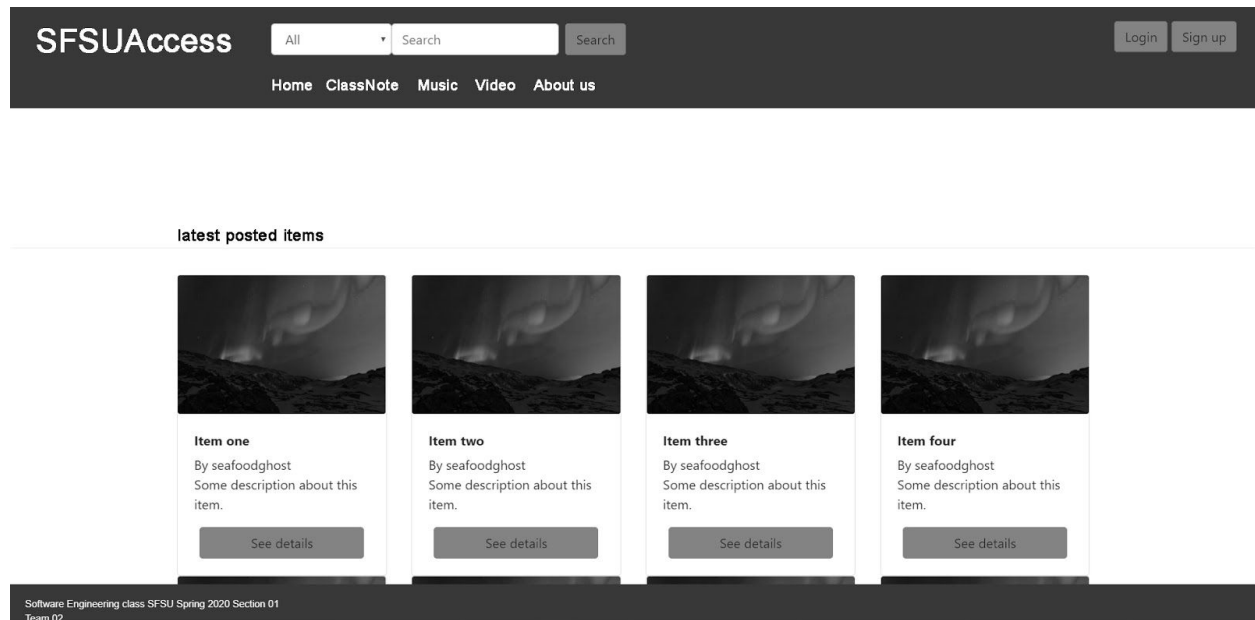 SFSUAccess
All
Search
Search
Login
Sign up
Home ClassNote Music Video About us
latest posted items
Item one
By seafoodghost
Some description about this
item.
See details
Item two
By seafoodghost
Some description about this
item.
See details
Item three
By seafoodghost
Some description about this
item.
See details
Item four
By seafoodghost
Some description about this
item.
See details
Software Engineering class SFSU Spring 2020 Section 01
Team 02